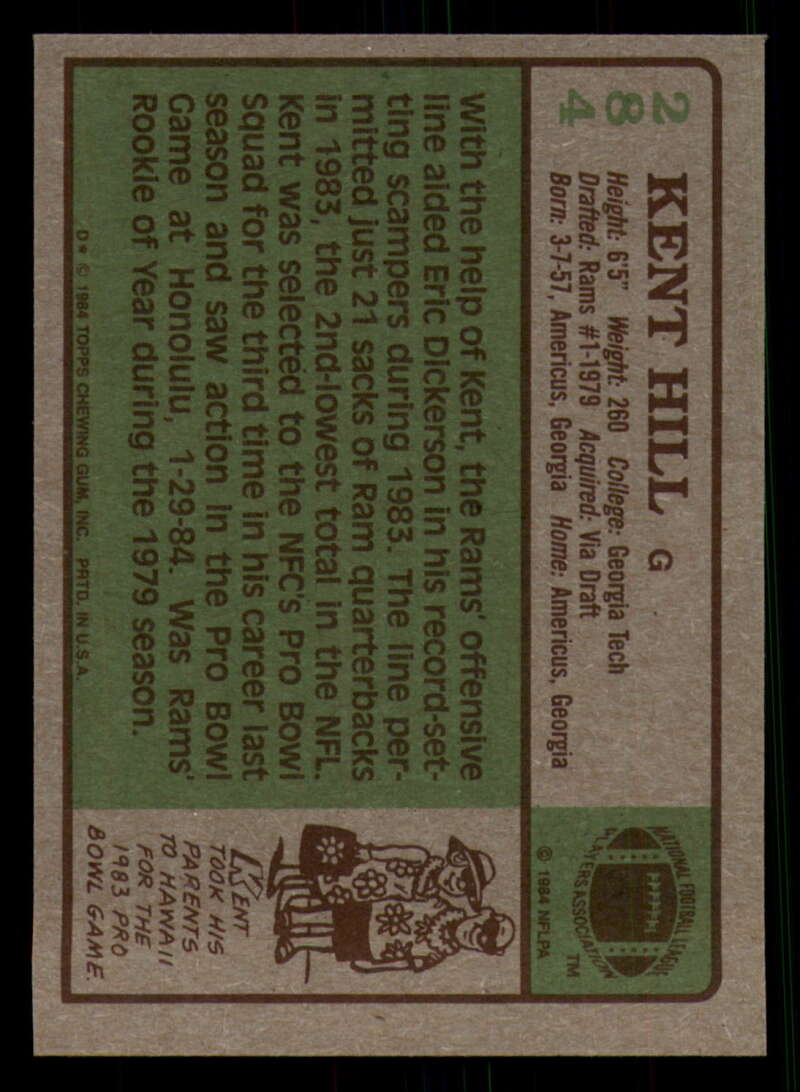 284
KENT HILL G
Height: 6'5" Weight: 260 College: Georgia Tech
Drafted: Rams #1-1979 Acquired: Via Draft
Born: 3-7-57, Americus, Georgia Home: Americus, Georgia
NATIONAL FOOTBALL LEAGUE
PLAYERS ASSOCIATION
TM
© 1984 NFLPA
With the help of Kent, the Rams' offensive
line aided Eric Dickerson in his record-set-
ting scampers during 1983. The line per-
mitted just 21 sacks of Ram quarterbacks
in 1983, the 2nd-lowest total in the NFL.
Kent was selected to the NFC's Pro Bowl
Squad for the third time in his career last
season and saw action in the Pro Bowl
Game at Honolulu, 1-29-84. Was Rams'
Rookie of Year during the 1979 season.
D* © 1984 TOPPS CHEWING GUM, INC. PRTD. IN U.S.A.
KENT
TOOK HIS
PARENTS
TO HAWAII
FOR THE
1983 PRO
BOWL GAME.